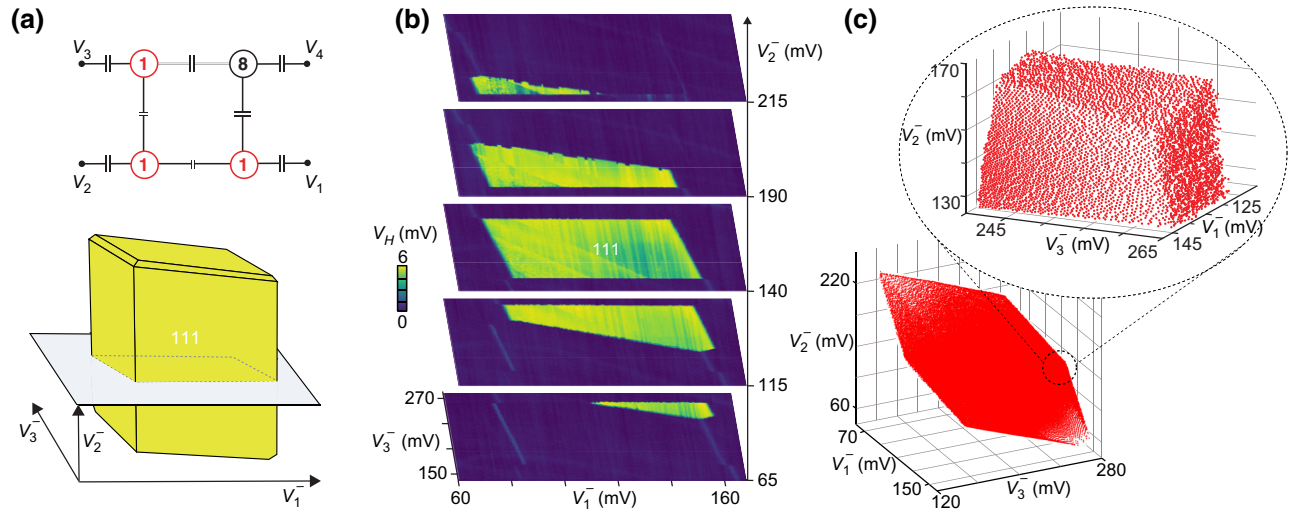 (a)
V3 1 8 V4
V2 1 1 V1
111
V3⁻ V2⁻ V1⁻
(b)
V2⁻ (mV)
215
190
VH (mV)
6
0
111
140
115
270
V3⁻ (mV)
150
65
60 V1⁻ (mV) 160
(c)
170
V2⁻ (mV)
130
245 V3⁻ (mV) 265
145 V1⁻ (mV) 125
220
V2⁻ (mV)
60
70
V1⁻ (mV)
150
120 V3⁻ (mV) 280